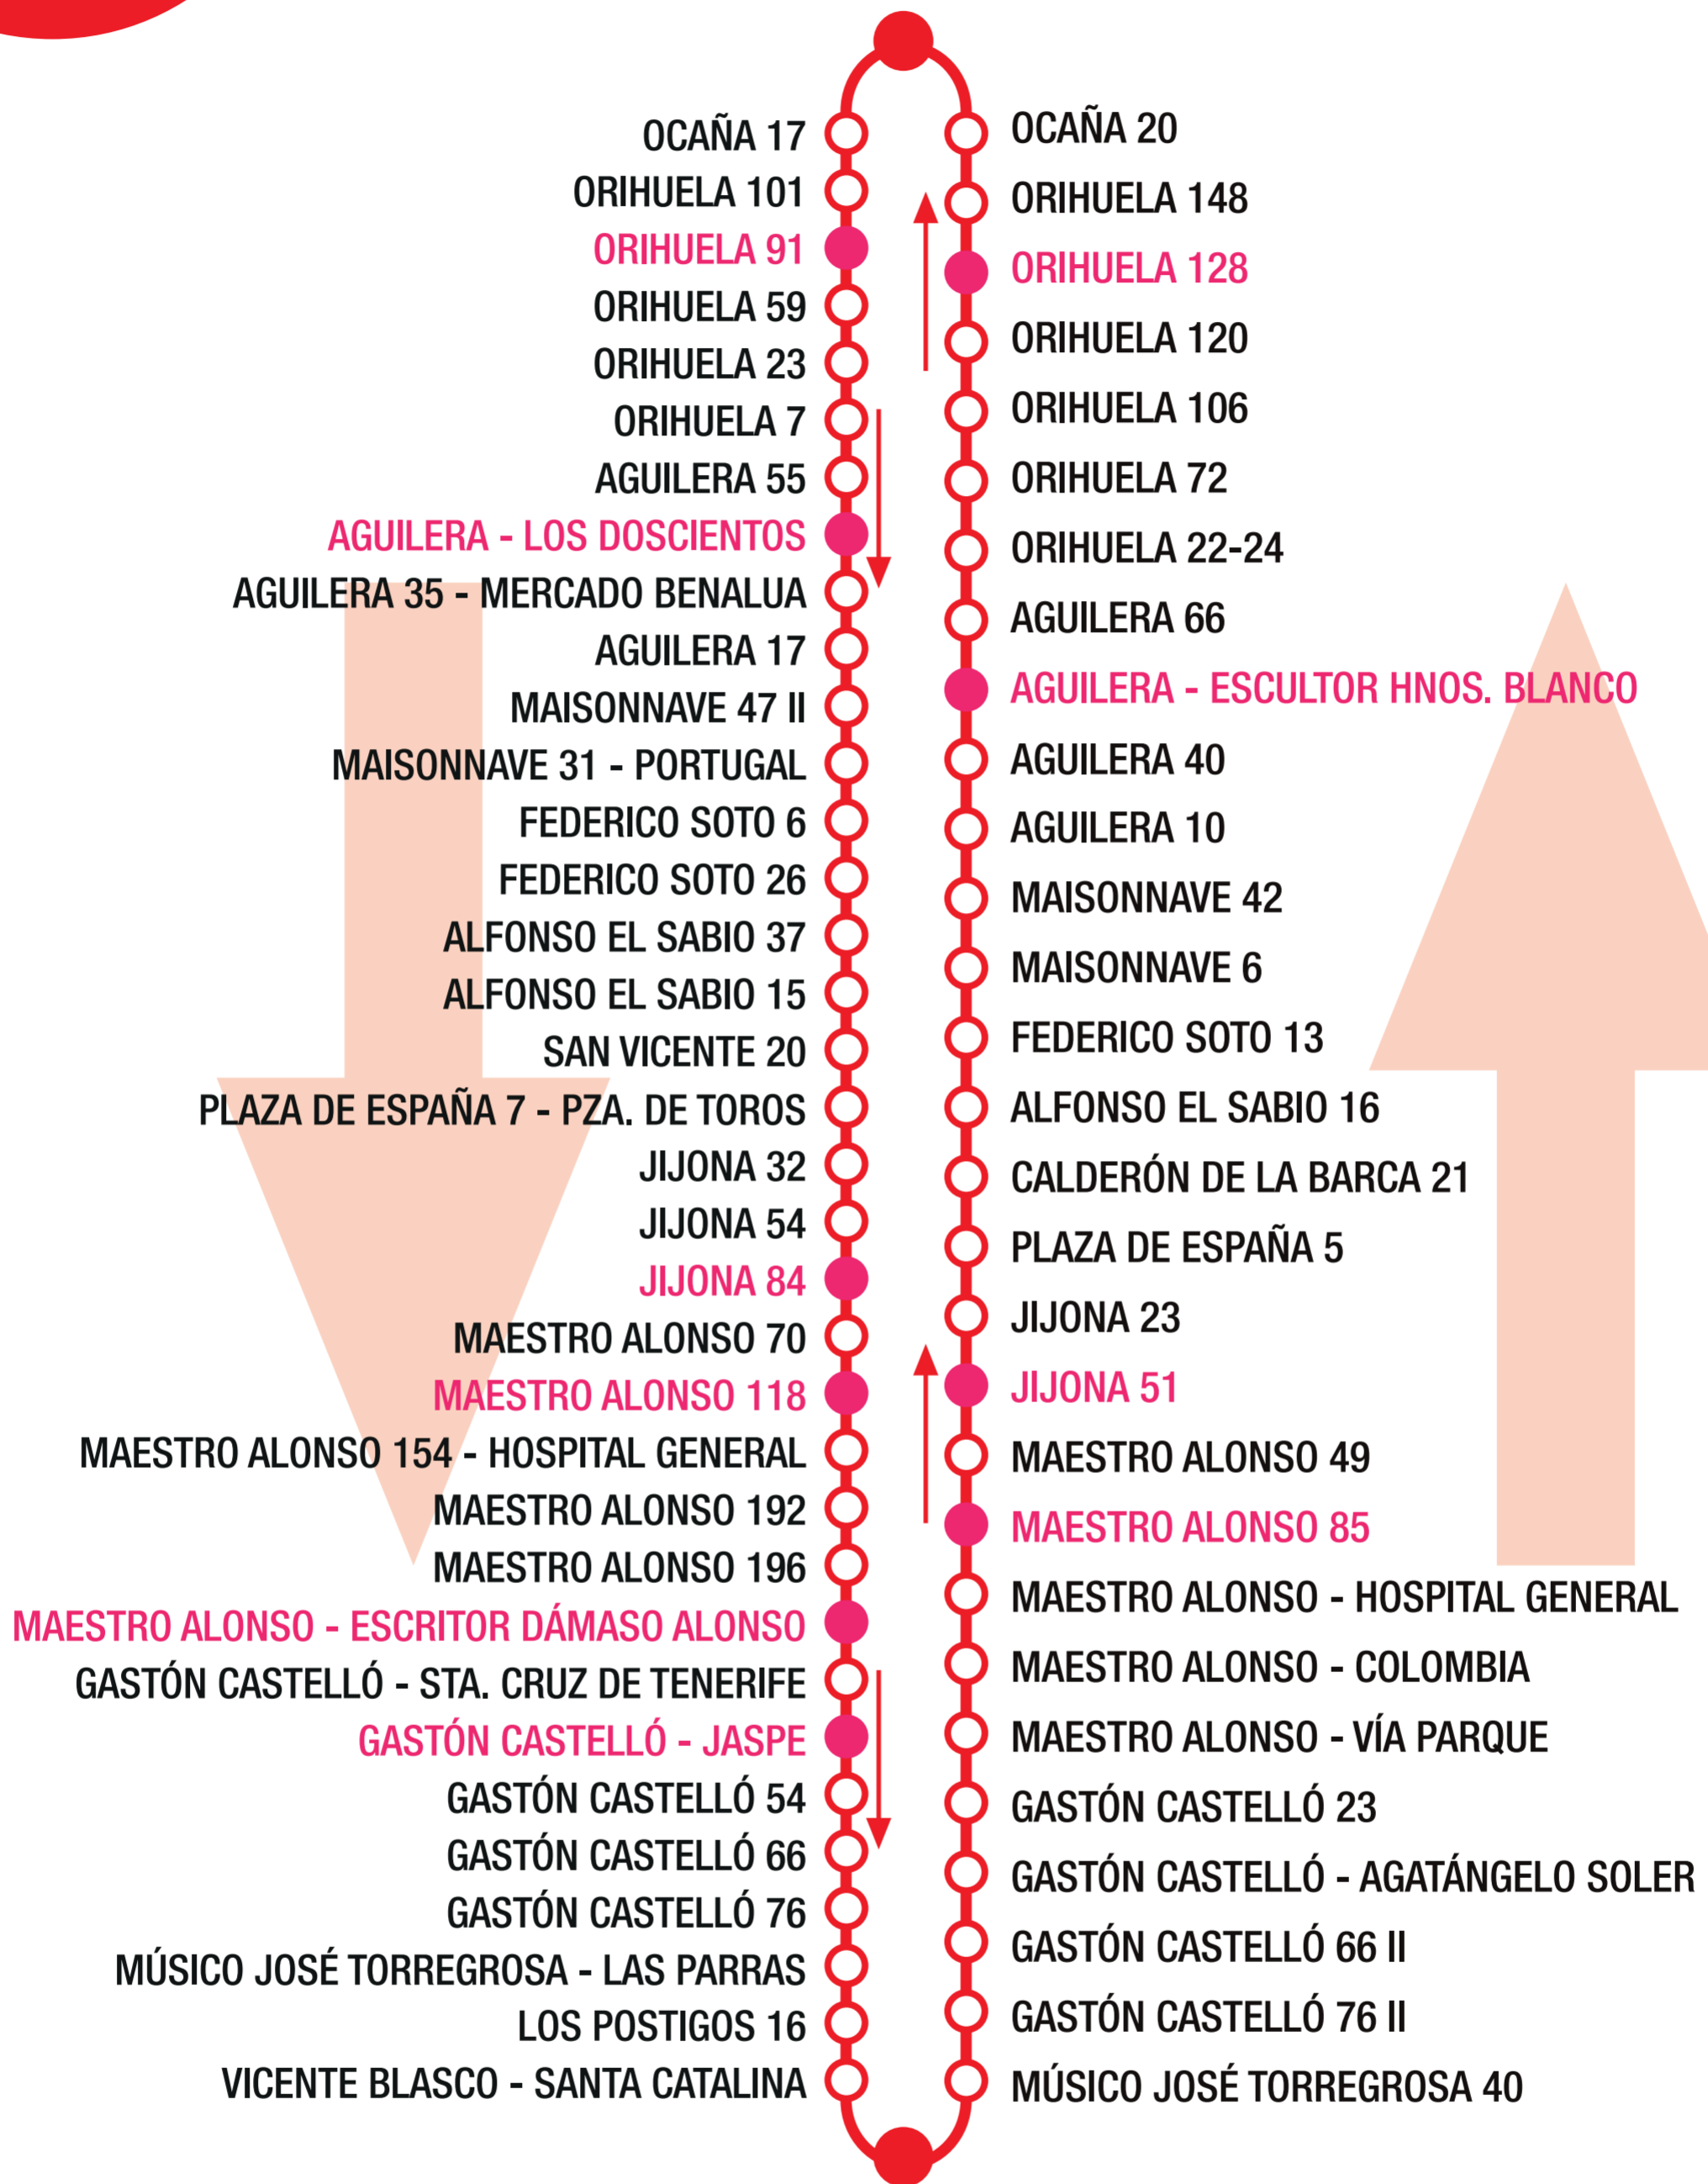 OCAÑA 17
ORIHUELA 101
ORIHUELA 91
ORIHUELA 59
ORIHUELA 23
ORIHUELA 7
AGUILERA 55
AGUILERA - LOS DOSCIENTOS
AGUILERA 35 - MERCADO BENALUA
AGUILERA 17
MAISONNAVE 47 II
MAISONNAVE 31 - PORTUGAL
FEDERICO SOTO 6
FEDERICO SOTO 26
ALFONSO EL SABIO 37
ALFONSO EL SABIO 15
SAN VICENTE 20
PLAZA DE ESPAÑA 7 - PZA. DE TOROS
JIJONA 32
JIJONA 54
JIJONA 84
MAESTRO ALONSO 70
MAESTRO ALONSO 118
MAESTRO ALONSO 154 - HOSPITAL GENERAL
MAESTRO ALONSO 192
MAESTRO ALONSO 196
MAESTRO ALONSO - ESCRITOR DÁMASO ALONSO
GASTÓN CASTELLÓ - STA. CRUZ DE TENERIFE
GASTÓN CASTELLÓ - JASPE
GASTÓN CASTELLÓ 54
GASTÓN CASTELLÓ 66
GASTÓN CASTELLÓ 76
MÚSICO JOSÉ TORREGROSA - LAS PARRAS
LOS POSTIGOS 16
VICENTE BLASCO - SANTA CATALINA
OCAÑA 20
ORIHUELA 148
ORIHUELA 128
ORIHUELA 120
ORIHUELA 106
ORIHUELA 72
ORIHUELA 22-24
AGUILERA 66
AGUILERA - ESCULTOR HNOS. BLANCO
AGUILERA 40
AGUILERA 10
MAISONNAVE 42
MAISONNAVE 6
FEDERICO SOTO 13
ALFONSO EL SABIO 16
CALDERÓN DE LA BARCA 21
PLAZA DE ESPAÑA 5
JIJONA 23
JIJONA 51
MAESTRO ALONSO 49
MAESTRO ALONSO 85
MAESTRO ALONSO - HOSPITAL GENERAL
MAESTRO ALONSO - COLOMBIA
MAESTRO ALONSO - VÍA PARQUE
GASTÓN CASTELLÓ 23
GASTÓN CASTELLÓ - AGATÁNGELO SOLER
GASTÓN CASTELLÓ 66 II
GASTÓN CASTELLÓ 76 II
MÚSICO JOSÉ TORREGROSA 40